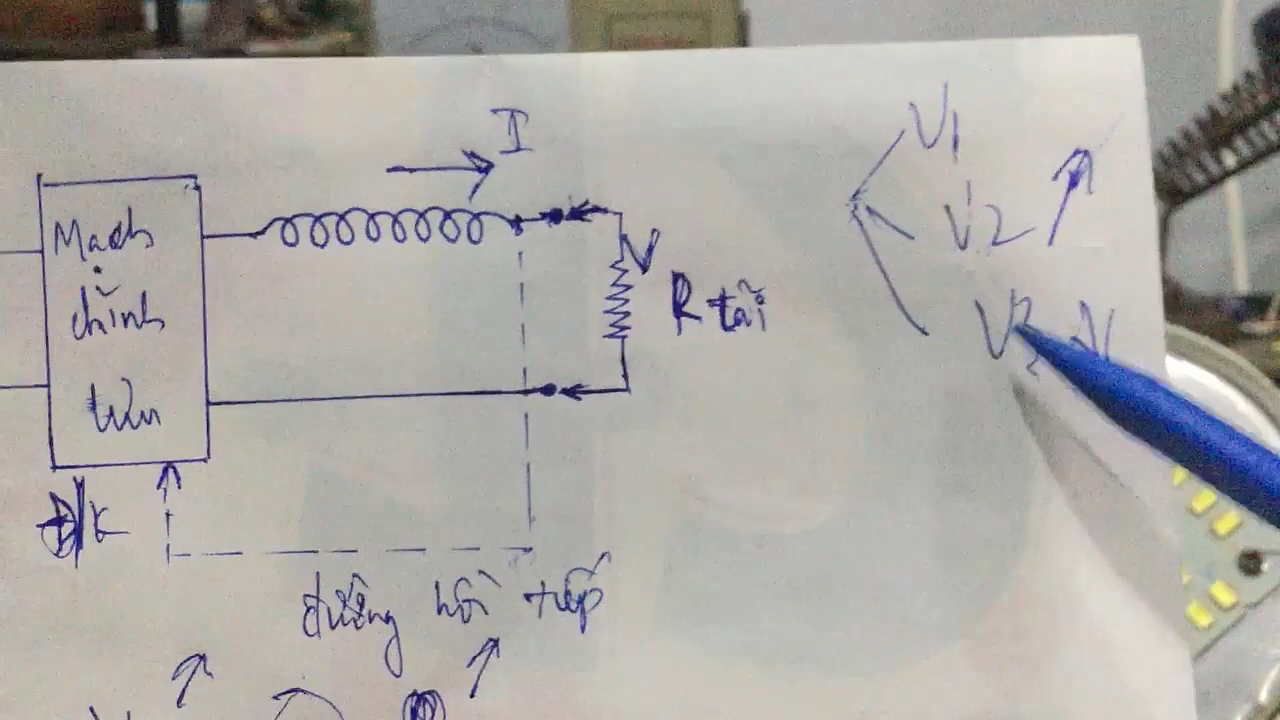 I
Mạch
chỉnh
lưu
R tải
V
V1
V2
V3
Đ/K
đường hồi tiếp